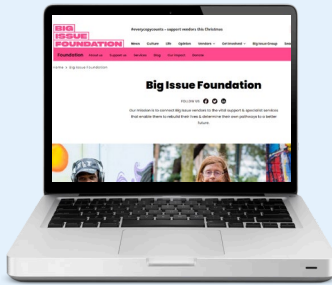 BIG
ISSUE
FOUNDATION
#everycopycounts - support vendors this Christmas
News Culture Life Opinion Vendors Get Involved Big Issue Group
Foundation About us Support us Services Blog Our Impact Donate
Home > Big Issue Foundation
Big Issue Foundation
FOLLOW US
Our mission is to connect Big Issue vendors to the vital support & specialist services
that enable them to rebuild their lives & determine their own pathways to a better
future.